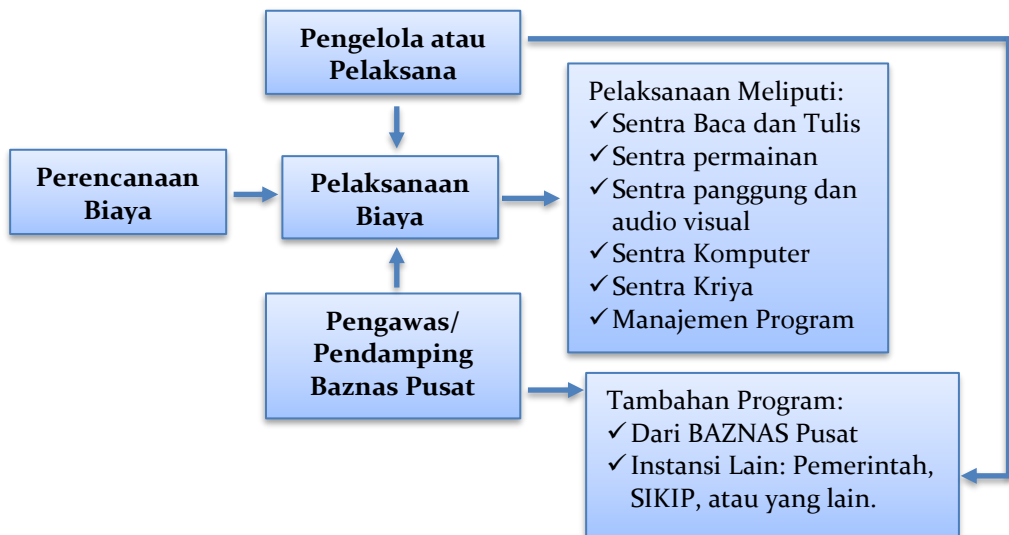 Pengelola atau
Pelaksana
Pelaksanaan Meliputi:
✓ Sentra Baca dan Tulis
✓ Sentra permainan
✓ Sentra panggung dan
audio visual
✓ Sentra Komputer
✓ Sentra Kriya
✓ Manajemen Program
Perencanaan
Biaya
Pelaksanaan
Biaya
Pengawas/
Pendamping
Baznas Pusat
Tambahan Program:
✓ Dari BAZNAS Pusat
✓ Instansi Lain: Pemerintah,
SIKIP, atau yang lain.